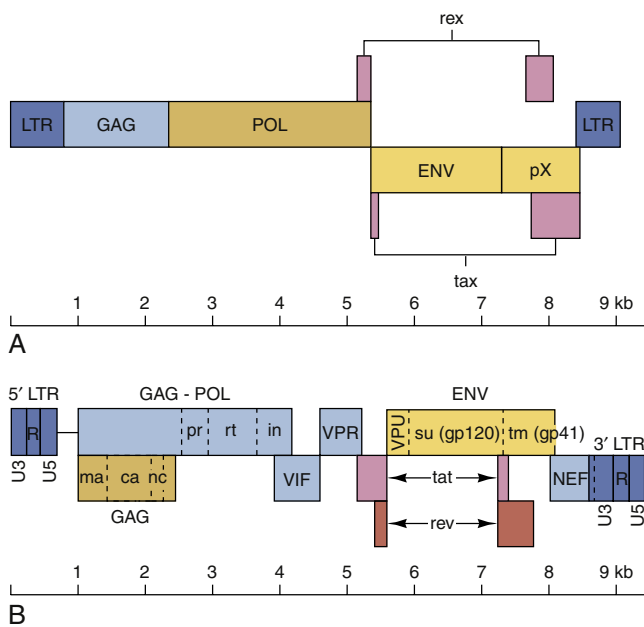 rex
LTR GAG POL LTR
ENV pX
tax
1 2 3 4 5 6 7 8 9 kb
A
5′ LTR GAG - POL ENV
R pr rt in VPR VPU su (gp120) tm (gp41) 3′ LTR
U3 U5 ma ca nc VIF tat NEF R
GAG rev U3 U5
1 2 3 4 5 6 7 8 9 kb
B